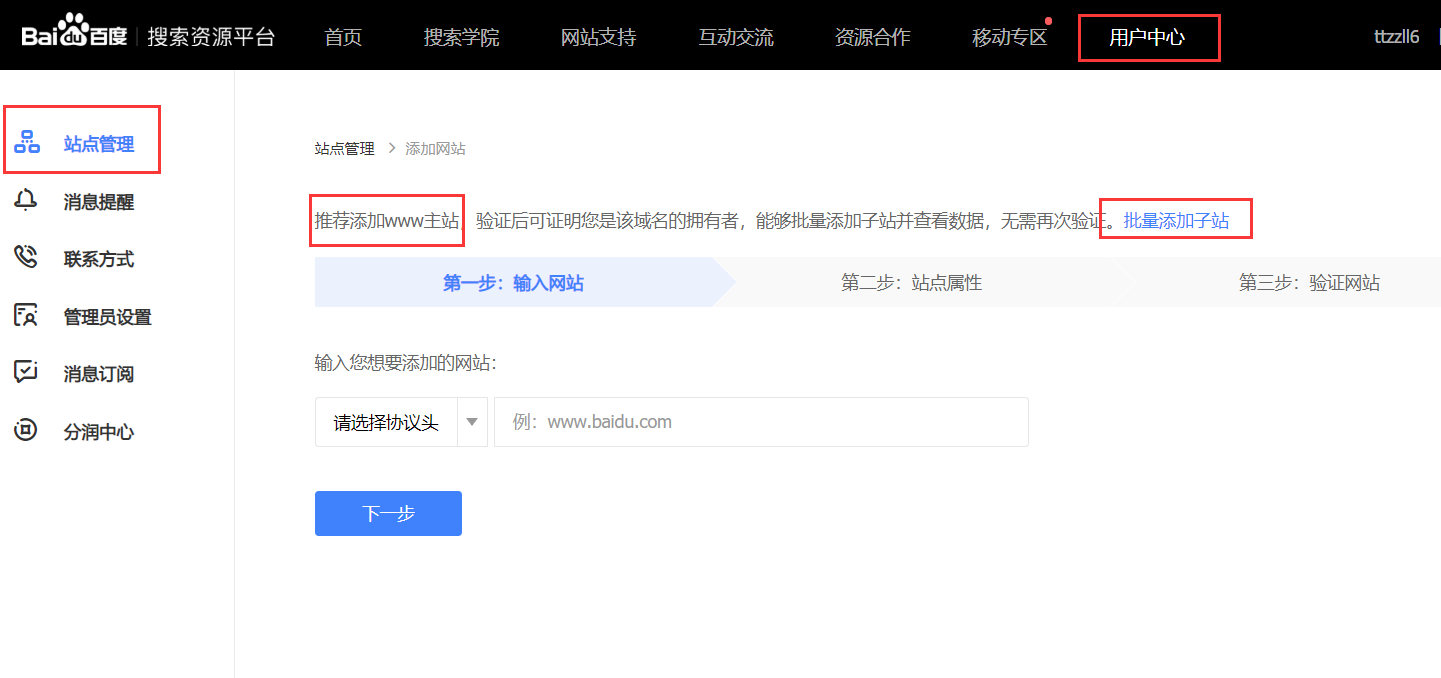 Bai du 百度 搜索资源平台 首页 搜索学院 网站支持 互动交流 资源合作 移动专区 用户中心 ttzzll6
站点管理
消息提醒
联系方式
管理员设置
消息订阅
分润中心
站点管理 > 添加网站
推荐添加www主站，验证后可证明您是该域名的拥有者，能够批量添加子站并查看数据，无需再次验证。批量添加子站
第一步：输入网站 第二步：站点属性 第三步：验证网站
输入您想要添加的网站：
请选择协议头 例：www.baidu.com
下一步